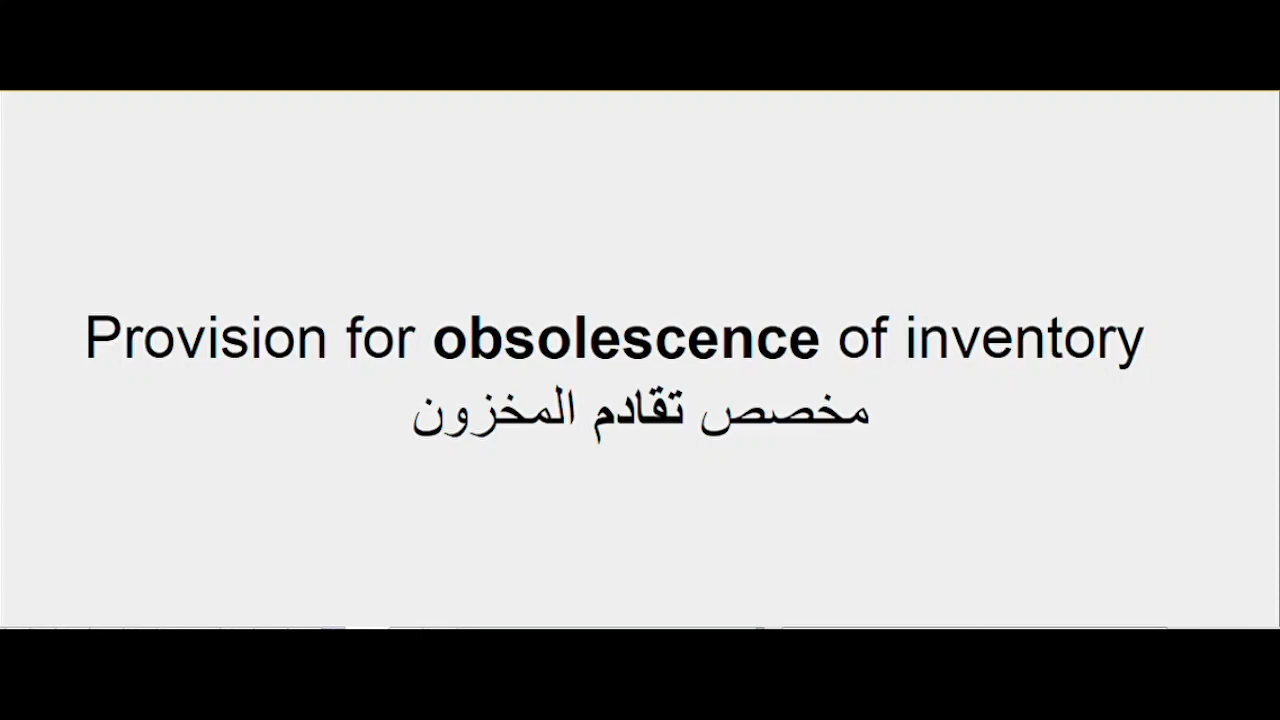 Provision for obsolescence of inventory
مخصص تقادم المخزون